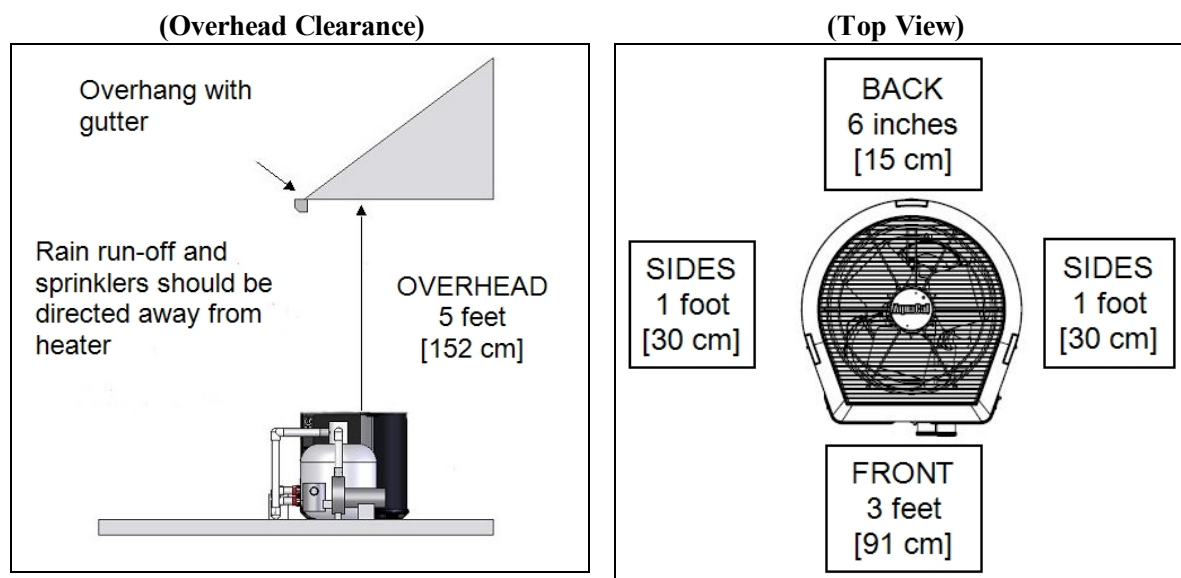 (Overhead Clearance)
Overhang with
gutter
Rain run-off and
sprinklers should be
directed away from
heater
OVERHEAD
5 feet
[152 cm]
(Top View)
BACK
6 inches
[15 cm]
SIDES
1 foot
[30 cm]
AquaCal
SIDES
1 foot
[30 cm]
FRONT
3 feet
[91 cm]